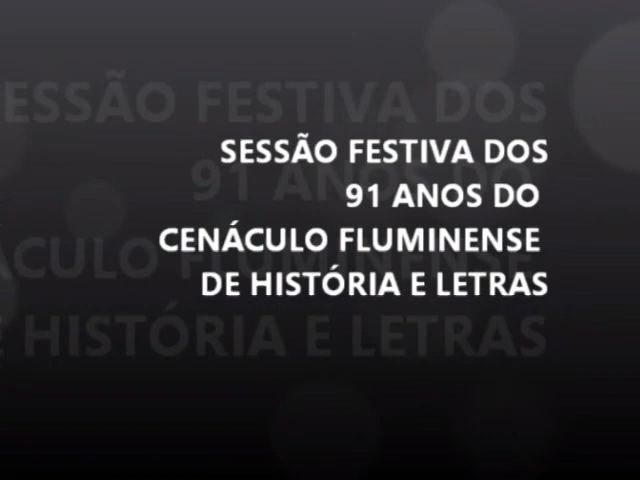 SESSÃO FESTIVA DOS
91 ANOS DO
CENÁCULO FLUMINENSE
DE HISTÓRIA E LETRAS